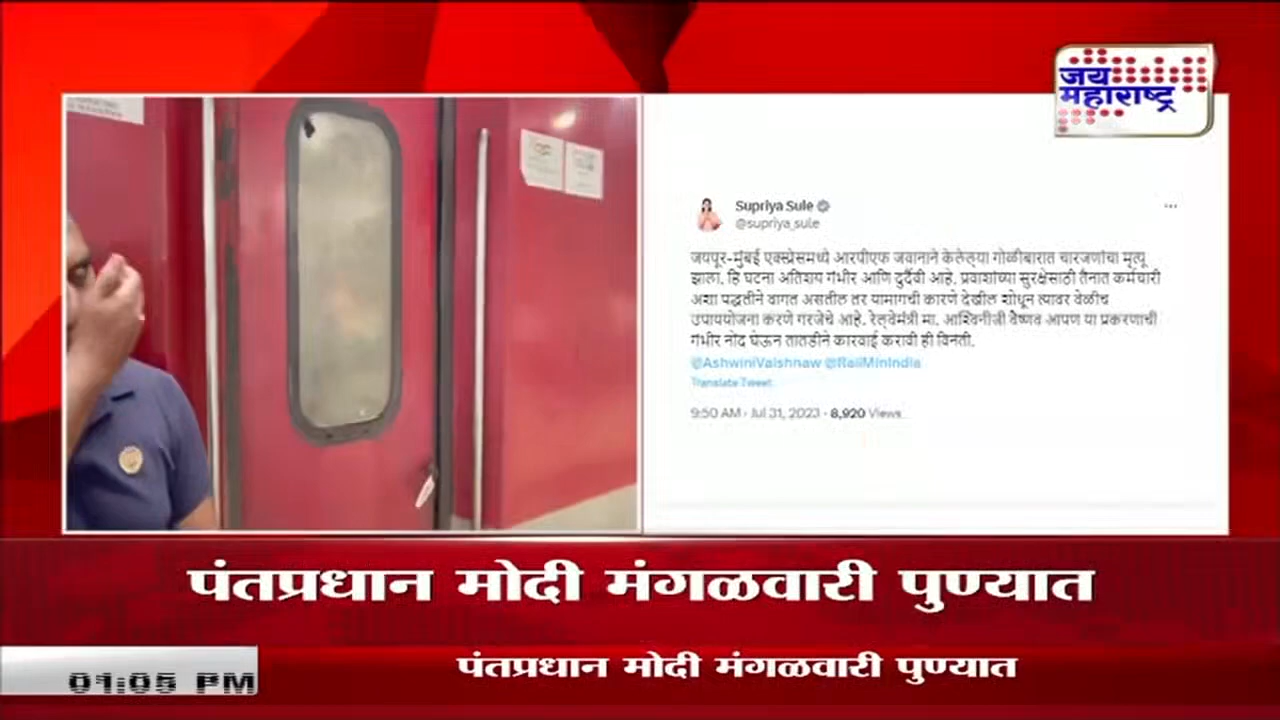 जय
महाराष्ट्र
Supriya Sule
@supriya_sule
जयपूर-मुंबई एक्स्प्रेसमध्ये आरपीएफ जवानाने केलेल्या गोळीबारात चारजणांचा मृत्यू
झाला. हि घटना अतिशय गंभीर आणि दुर्दैवी आहे. प्रवाशांच्या सुरक्षेसाठी तैनात कर्मचारी
अशा पद्धतीने वागत असतील तर यामागची कारणे देखील शोधून त्यावर वेळीच
उपाययोजना करणे गरजेचे आहे. रेल्वेमंत्री मा. आश्विनीजी वैष्णव आपण या प्रकरणाची
गंभीर नोंद घेऊन तातडीने कारवाई करावी ही विनंती.
@AshwiniVaishnaw @RailMinIndia
Translate Tweet
9:50 AM · Jul 31, 2023 · 8,920 Views
पंतप्रधान मोदी मंगळवारी पुण्यात
01:05 PM
पंतप्रधान मोदी मंगळवारी पुण्यात